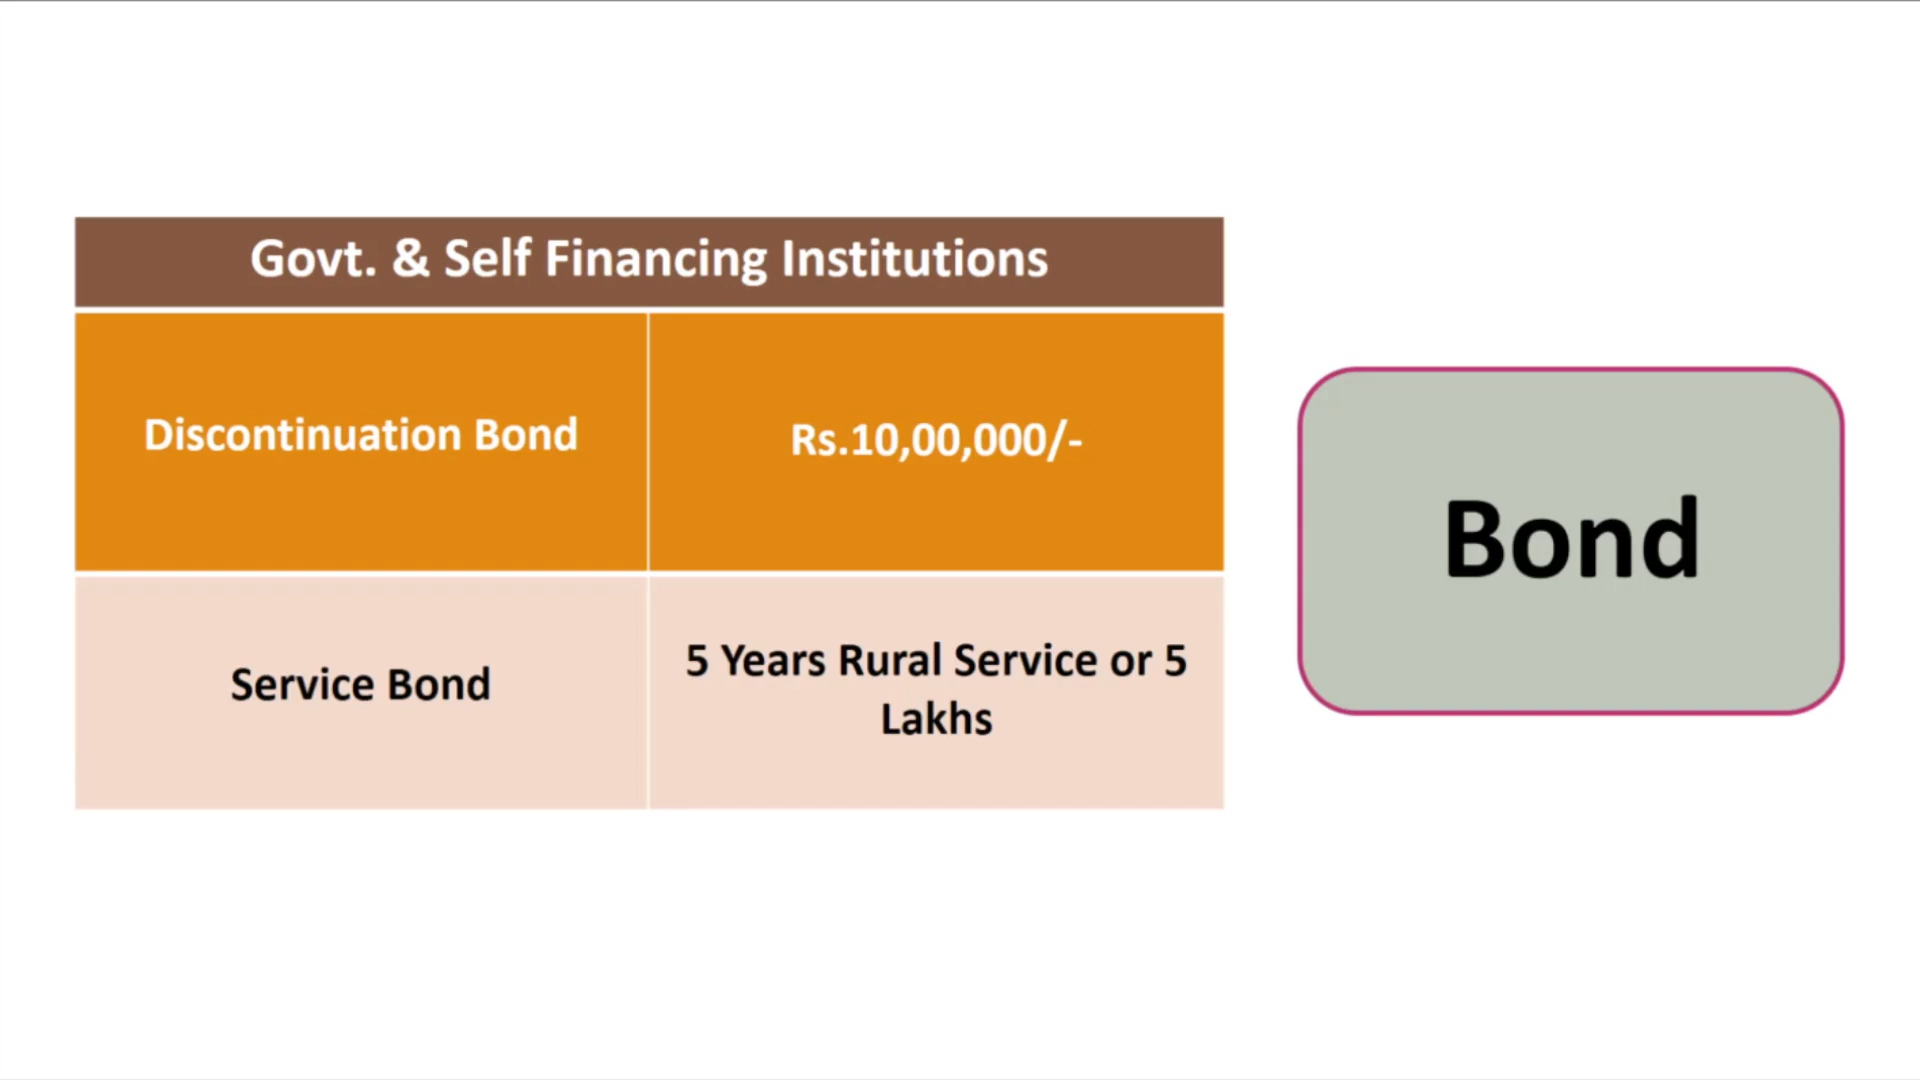 Govt. & Self Financing Institutions
Discontinuation Bond
Rs.10,00,000/-
Service Bond
5 Years Rural Service or 5
Lakhs
Bond